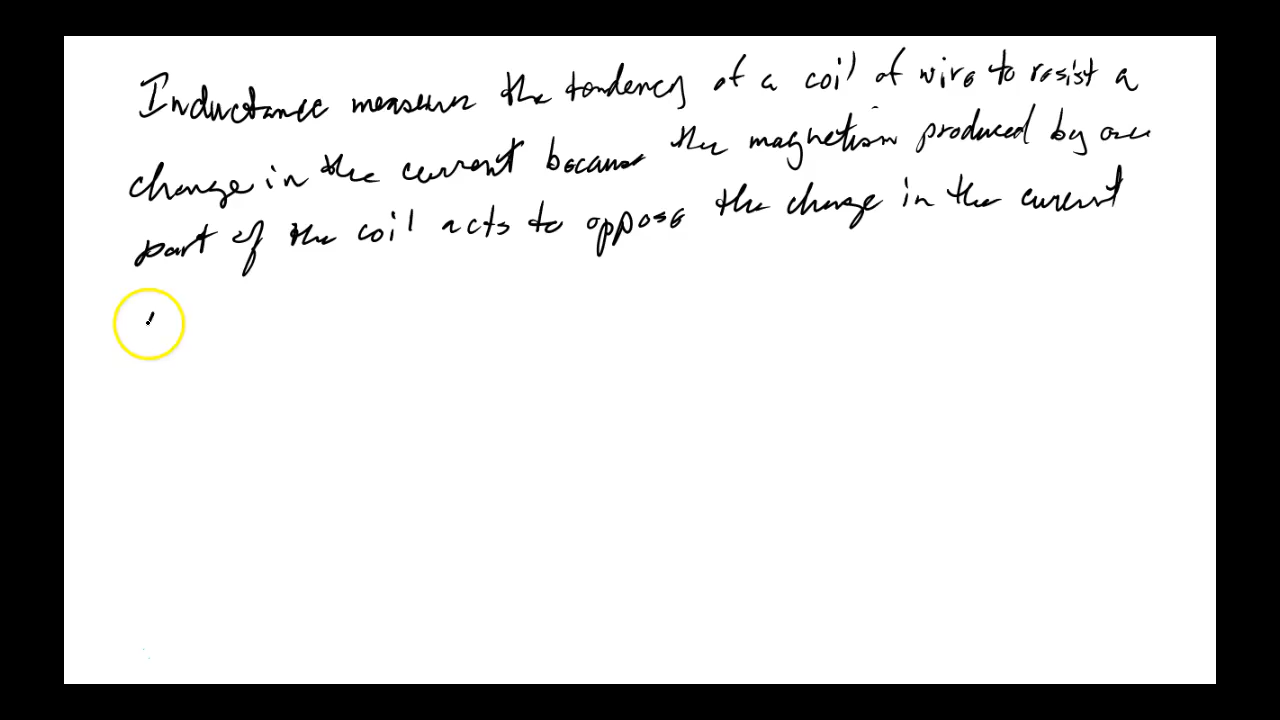 Inductance measures the tendency of a coil of wire to resist a
change in the current because the magnetism produced by one
part of the coil acts to oppose the change in the current